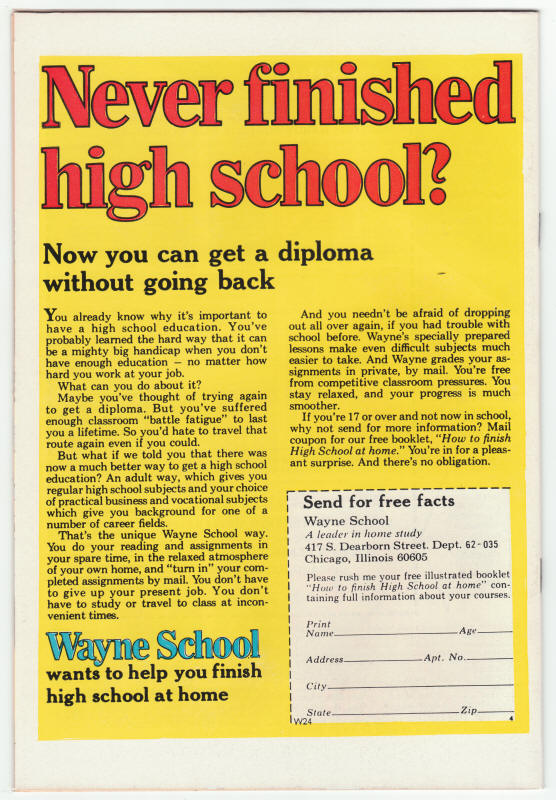 Never finished
high school?
Now you can get a diploma
without going back
You already know why it's important to
have a high school education. You've
probably learned the hard way that it can
be a mighty big handicap when you don't
have enough education – no matter how
hard you work at your job.
What can you do about it?
Maybe you've thought of trying again
to get a diploma. But you've suffered
enough classroom "battle fatigue" to last
you a lifetime. So you'd hate to travel that
route again even if you could.
But what if we told you that there was
now a much better way to get a high school
education? An adult way, which gives you
regular high school subjects and your choice
of practical business and vocational subjects
which give you background for one of a
number of career fields.
That's the unique Wayne School way.
You do your reading and assignments in
your spare time, in the relaxed atmosphere
of your own home, and "turn in" your com-
pleted assignments by mail. You don't have
to give up your present job. You don't
have to study or travel to class at incon-
venient times.
Wayne School
wants to help you finish
high school at home
And you needn't be afraid of dropping
out all over again, if you had trouble with
school before. Wayne's specially prepared
lessons make even difficult subjects much
easier to take. And Wayne grades your as-
signments in private, by mail. You're free
from competitive classroom pressures. You
stay relaxed, and your progress is much
smoother.
If you're 17 or over and not now in school,
why not send for more information? Mail
coupon for our free booklet, "How to finish
High School at home." You're in for a pleas-
ant surprise. And there's no obligation.
Send for free facts
Wayne School
A leader in home study
417 S. Dearborn Street. Dept. 62-035
Chicago, Illinois 60605
Please rush me your free illustrated booklet
"How to finish High School at home" con-
taining full information about your courses.
Print
Name Age
Address Apt. No.
City
State Zip
W24 4